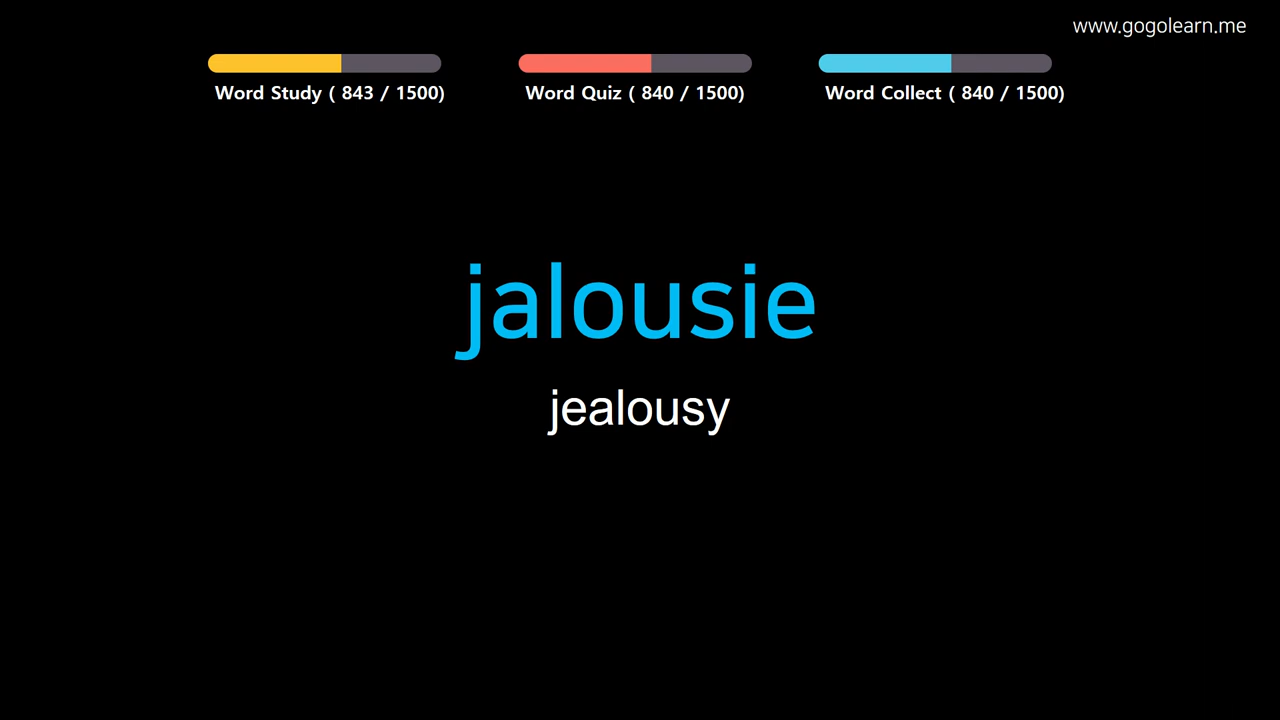 www.gogolearn.me
Word Study ( 843 / 1500)
Word Quiz ( 840 / 1500)
Word Collect ( 840 / 1500)
jalousie
jealousy